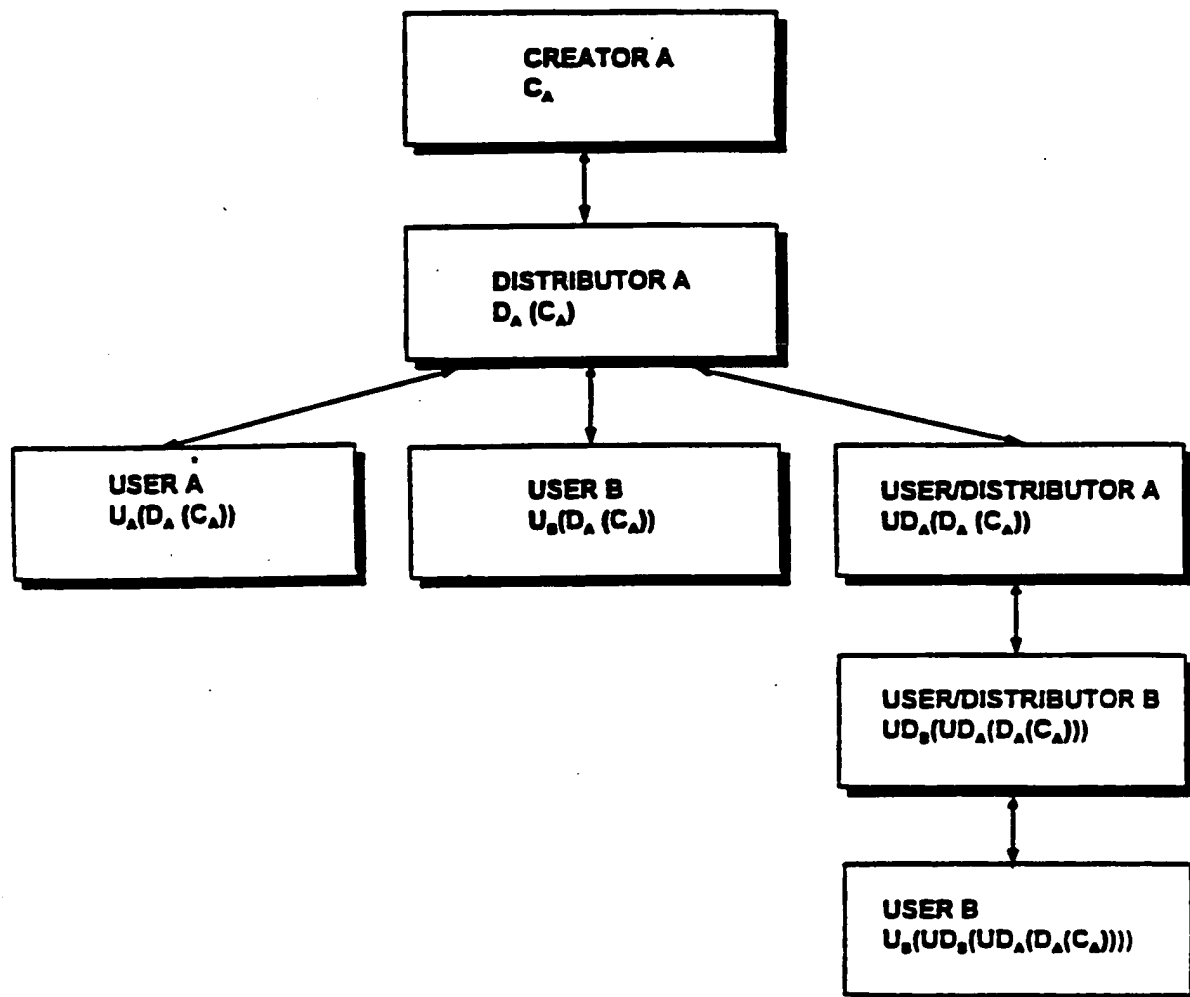 CREATOR A
C_A
DISTRIBUTOR A
D_A (C_A)
USER A
U_A(D_A (C_A))
USER B
U_B(D_A (C_A))
USER/DISTRIBUTOR A
UD_A(D_A (C_A))
USER/DISTRIBUTOR B
UD_B(UD_A(D_A(C_A)))
USER B
U_B(UD_B(UD_A(D_A(C_A))))